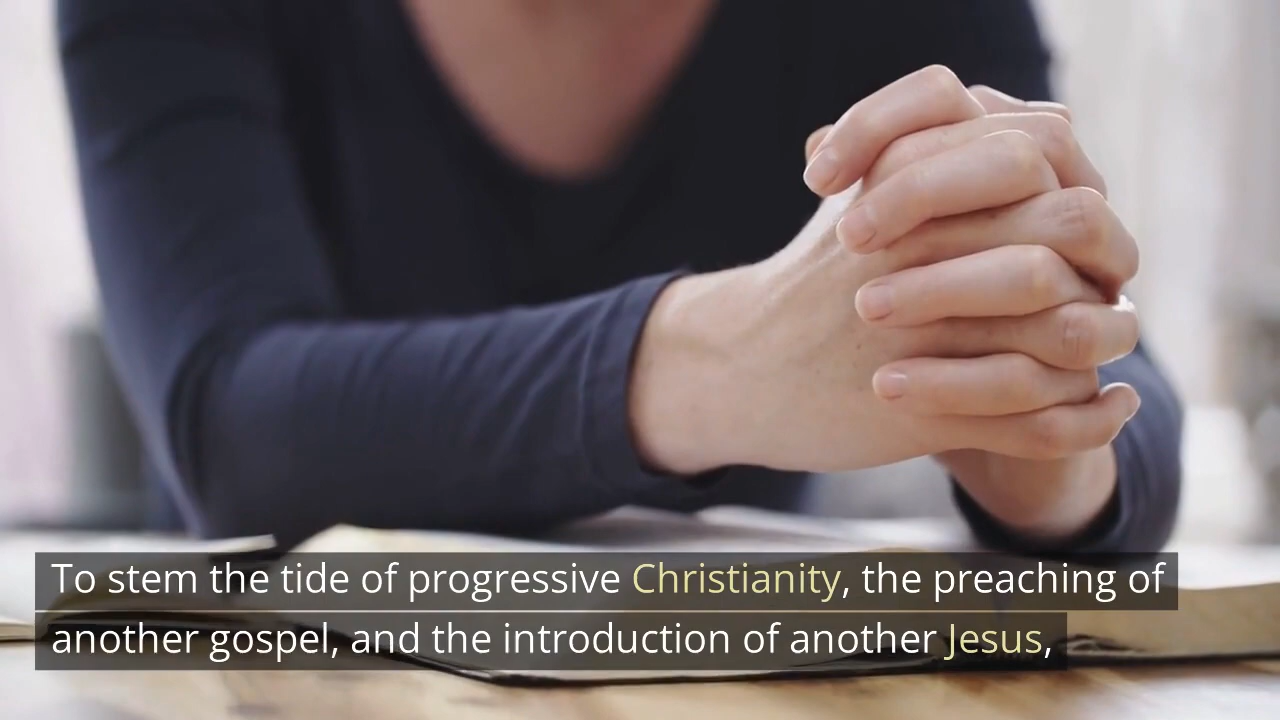 To stem the tide of progressive Christianity, the preaching of
another gospel, and the introduction of another Jesus,